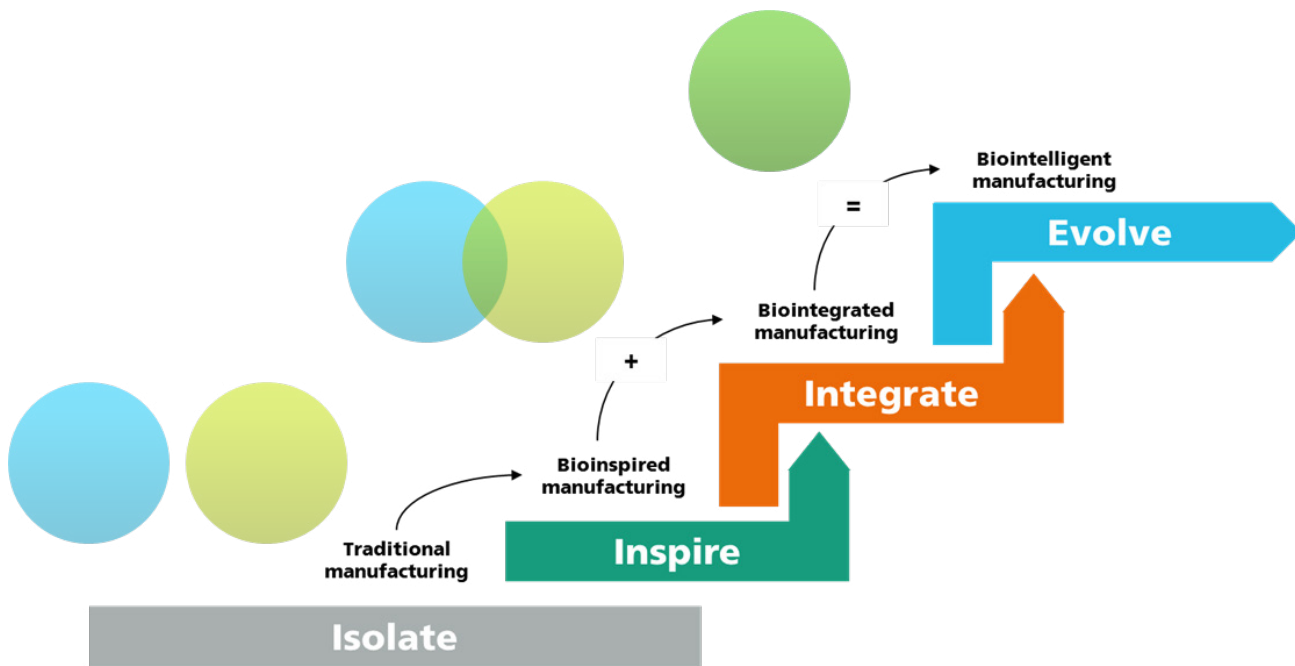 Biointelligent
manufacturing
=
Evolve
Biointegrated
manufacturing
+
Integrate
Bioinspired
manufacturing
Inspire
Traditional
manufacturing
Isolate